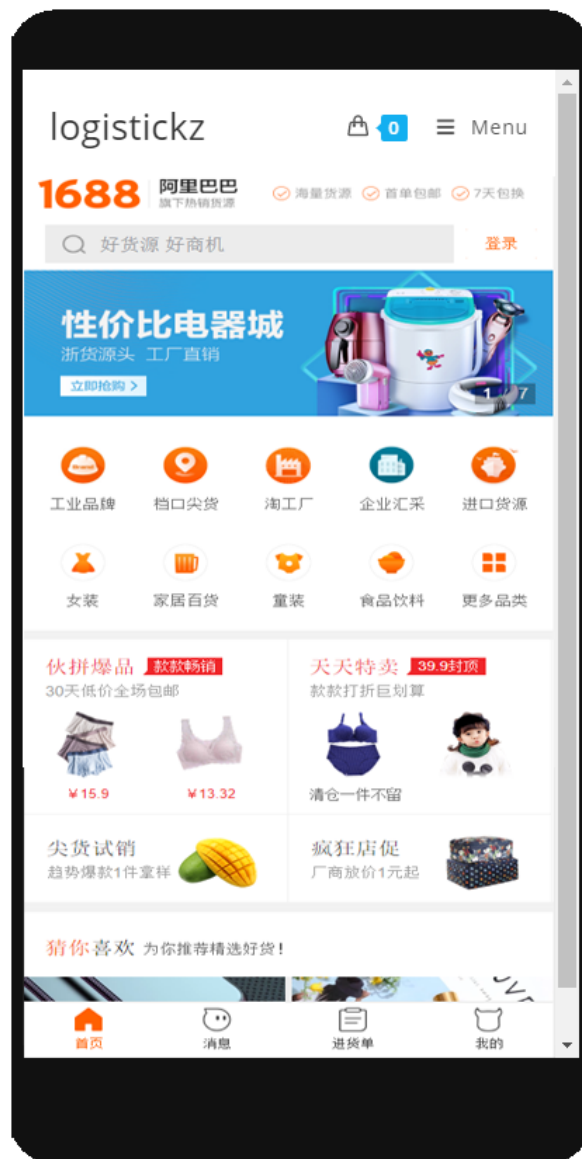 logistickz 0 Menu
1688 阿里巴巴 旗下热销货源 海量货源 首单包邮 7天包换
好货源 好商机 登录
性价比电器城
浙货源头 工厂直销
立即抢购 >
1 / 7
工业品牌 档口尖货 淘工厂 企业汇采 进口货源
女装 家居百货 童装 食品饮料 更多品类
伙拼爆品 款款畅销 天天特卖 39.9封顶
30天低价全场包邮 款款打折巨划算
¥15.9 ¥13.32 清仓一件不留
尖货试销 疯狂店促
趋势爆款1件拿样 厂商放价1元起
猜你喜欢 为你推荐精选好货!
首页 消息 进货单 我的